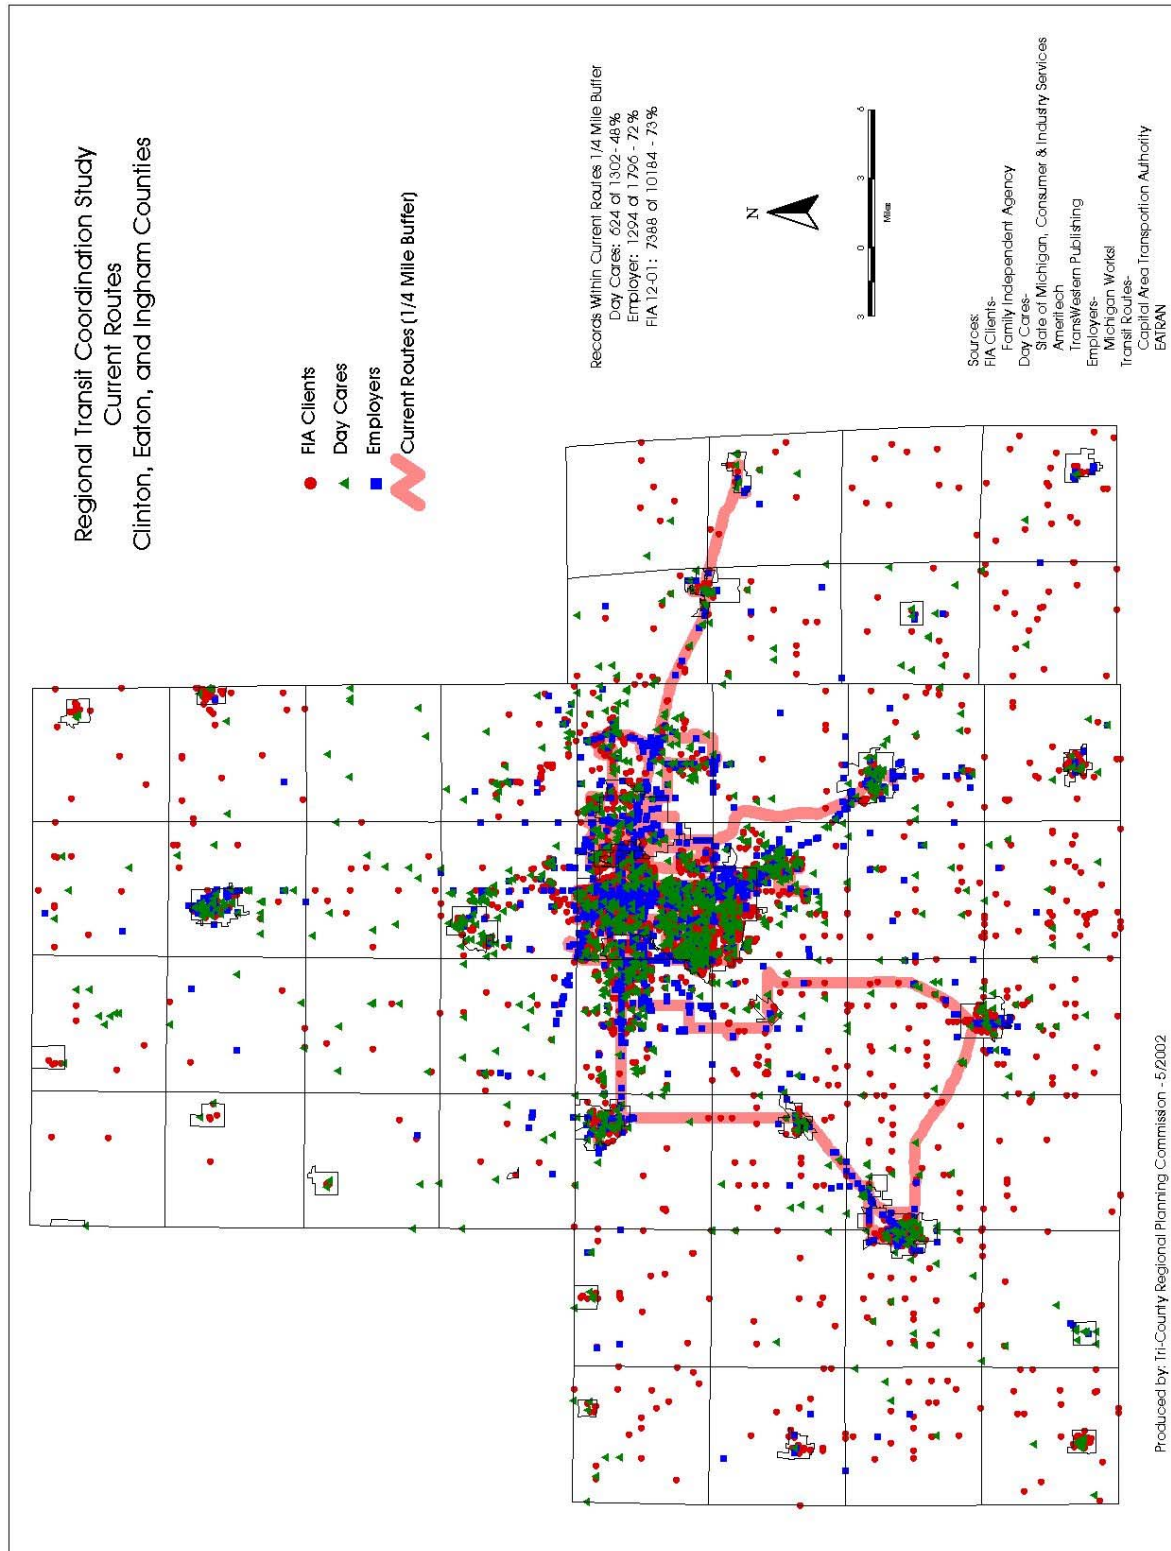 Regional Transit Coordination Study
Current Routes
Clinton, Eaton, and Ingham Counties
FIA Clients
Day Cares
Employers
Current Routes (1/4 Mile Buffer)
Records Within Current Routes 1/4 Mile Buffer
Day Cares: 624 of 1302 - 48%
Employer: 1294 of 1796 - 72%
FIA 12-01: 7388 of 10184 - 73%
N
3 0 3 6
Miles
Sources:
FIA Clients-
Family Independent Agency
Day Cares-
State of Michigan, Consumer & Industry Services
Ameritech
TransWestern Publishing
Employers-
Michigan Works!
Transit Routes-
Capital Area Transportation Authority
EATRAN
Produced by: Tri-County Regional Planning Commission - 5/2002